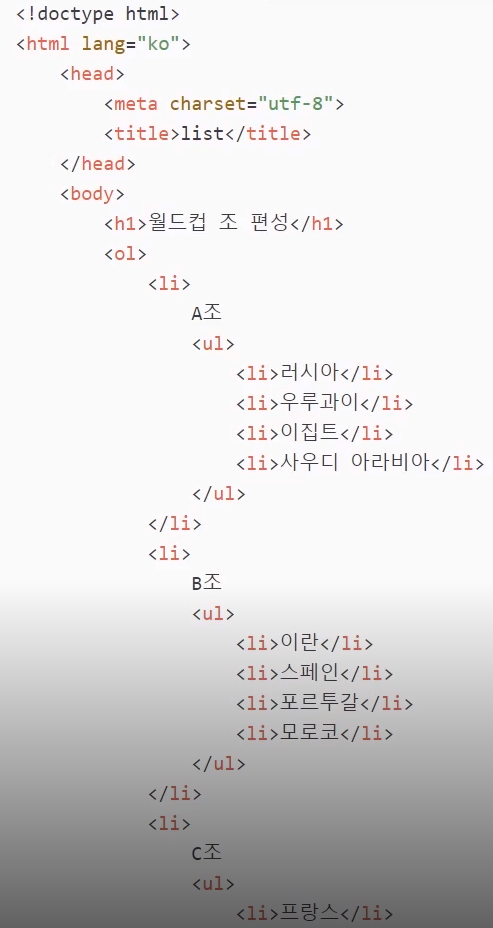 <!doctype html>
<html lang="ko">
    <head>
        <meta charset="utf-8">
        <title>list</title>
    </head>
    <body>
        <h1>월드컵 조 편성</h1>
        <ol>
            <li>
                A조
                <ul>
                    <li>러시아</li>
                    <li>우루과이</li>
                    <li>이집트</li>
                    <li>사우디 아라비아</li>
                </ul>
            </li>
            <li>
                B조
                <ul>
                    <li>이란</li>
                    <li>스페인</li>
                    <li>포르투갈</li>
                    <li>모로코</li>
                </ul>
            </li>
            <li>
                C조
                <ul>
                    <li>프랑스</li>